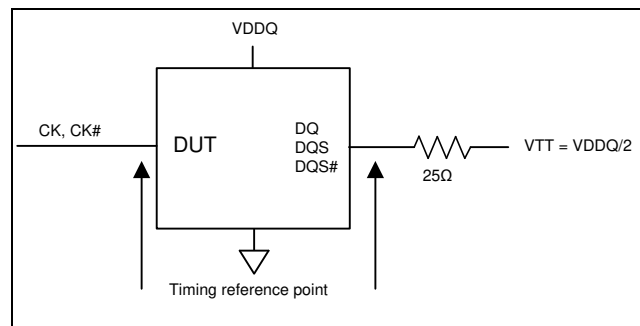 VDDQ
CK, CK#
DUT
DQ
DQS
DQS#
VTT = VDDQ/2
25Ω
Timing reference point